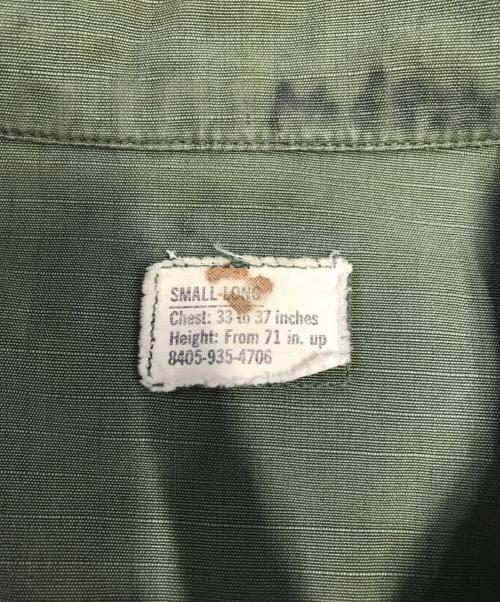 SMALL-LONG
Chest: 33 to 37 inches
Height: From 71 in. up
8405-935-4706